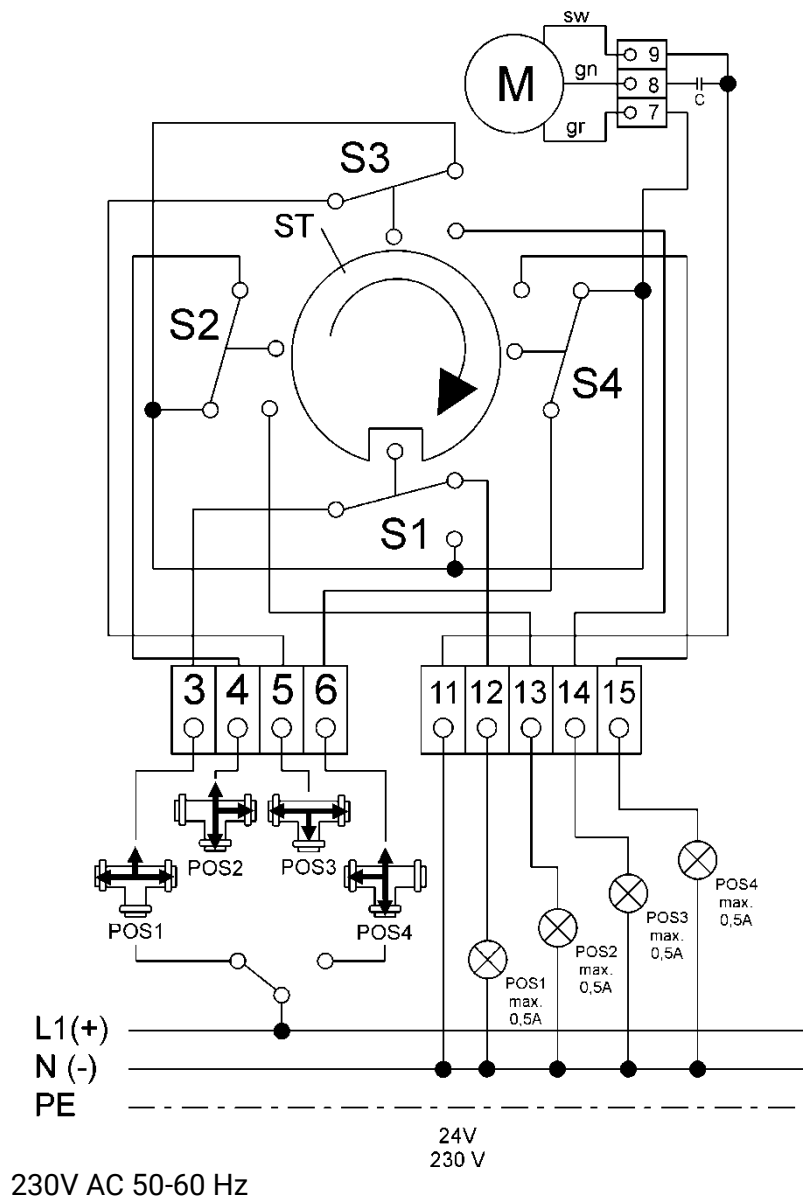 sw
9
M
gn
8
C
gr
7
S3
ST
S2
S4
S1
3 4 5 6
11 12 13 14 15
POS1
POS2
POS3
POS4
POS1
max.
0,5A
POS2
max.
0,5A
POS3
max.
0,5A
POS4
max.
0,5A
L1(+)
N (-)
PE
24V
230 V
230V AC 50-60 Hz